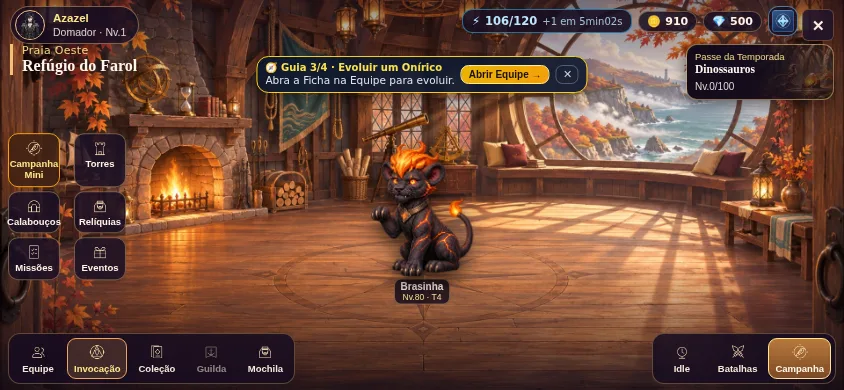 Azazel
Domador · Nv.1
⚡ 106/120 +1 em 5min02s
910
500
✕
Praia Oeste
Refúgio do Farol
🧭 Guia 3/4 · Evoluir um Onírico
Abra a Ficha na Equipe para evoluir.
Abrir Equipe →
✕
Passe da Temporada
Dinossauros
Nv.0/100
Campanha
Mini
Torres
Calabouços
Relíquias
Missões
Eventos
Brasinha
Nv.80 · T4
Equipe
Invocação
Coleção
Guilda
Mochila
Idle
Batalhas
Campanha